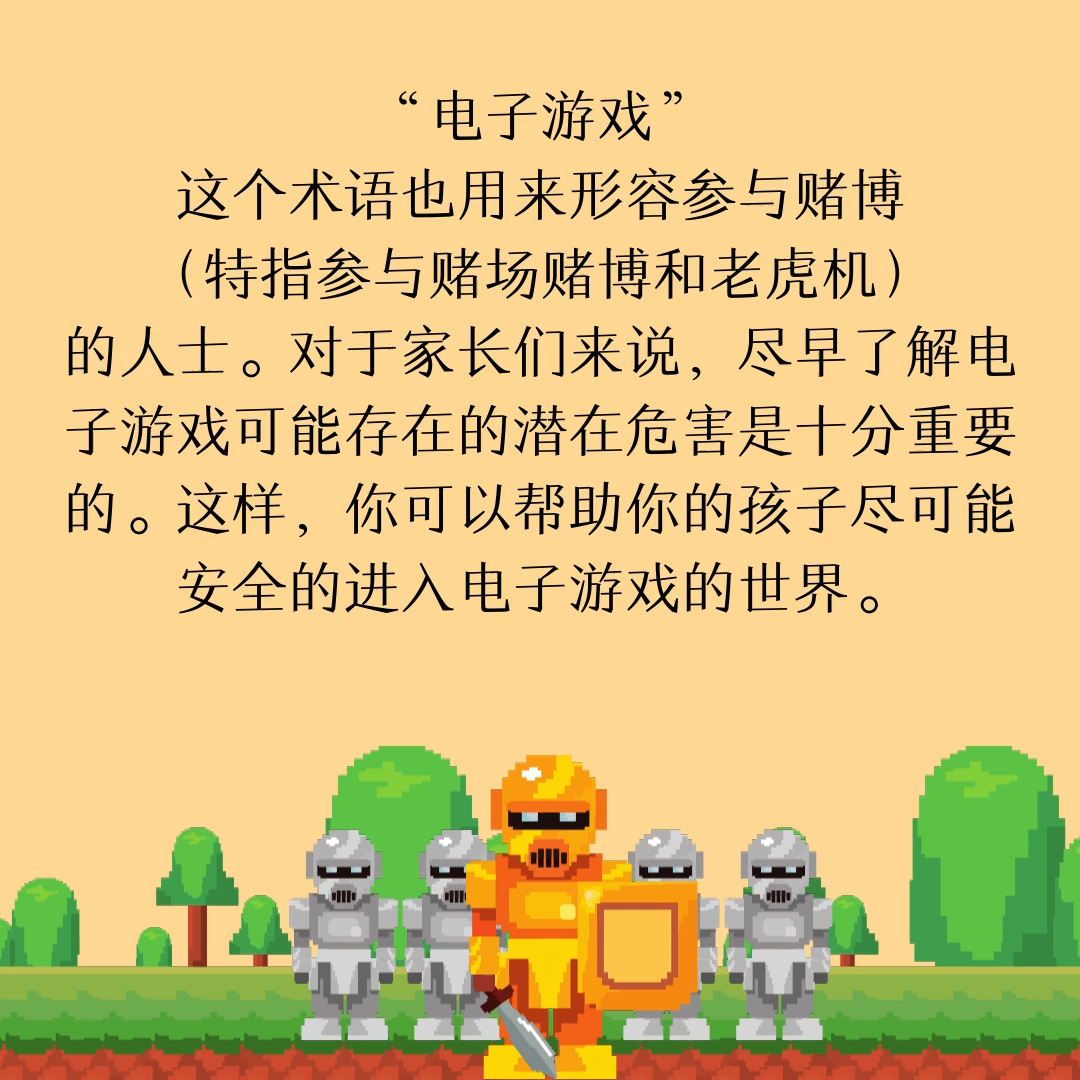 “电子游戏”
这个术语也用来形容参与赌博
（特指参与赌场赌博和老虎机）
的人士。对于家长们来说，尽早了解电
子游戏可能存在的潜在危害是十分重要
的。这样，你可以帮助你的孩子尽可能
安全的进入电子游戏的世界。